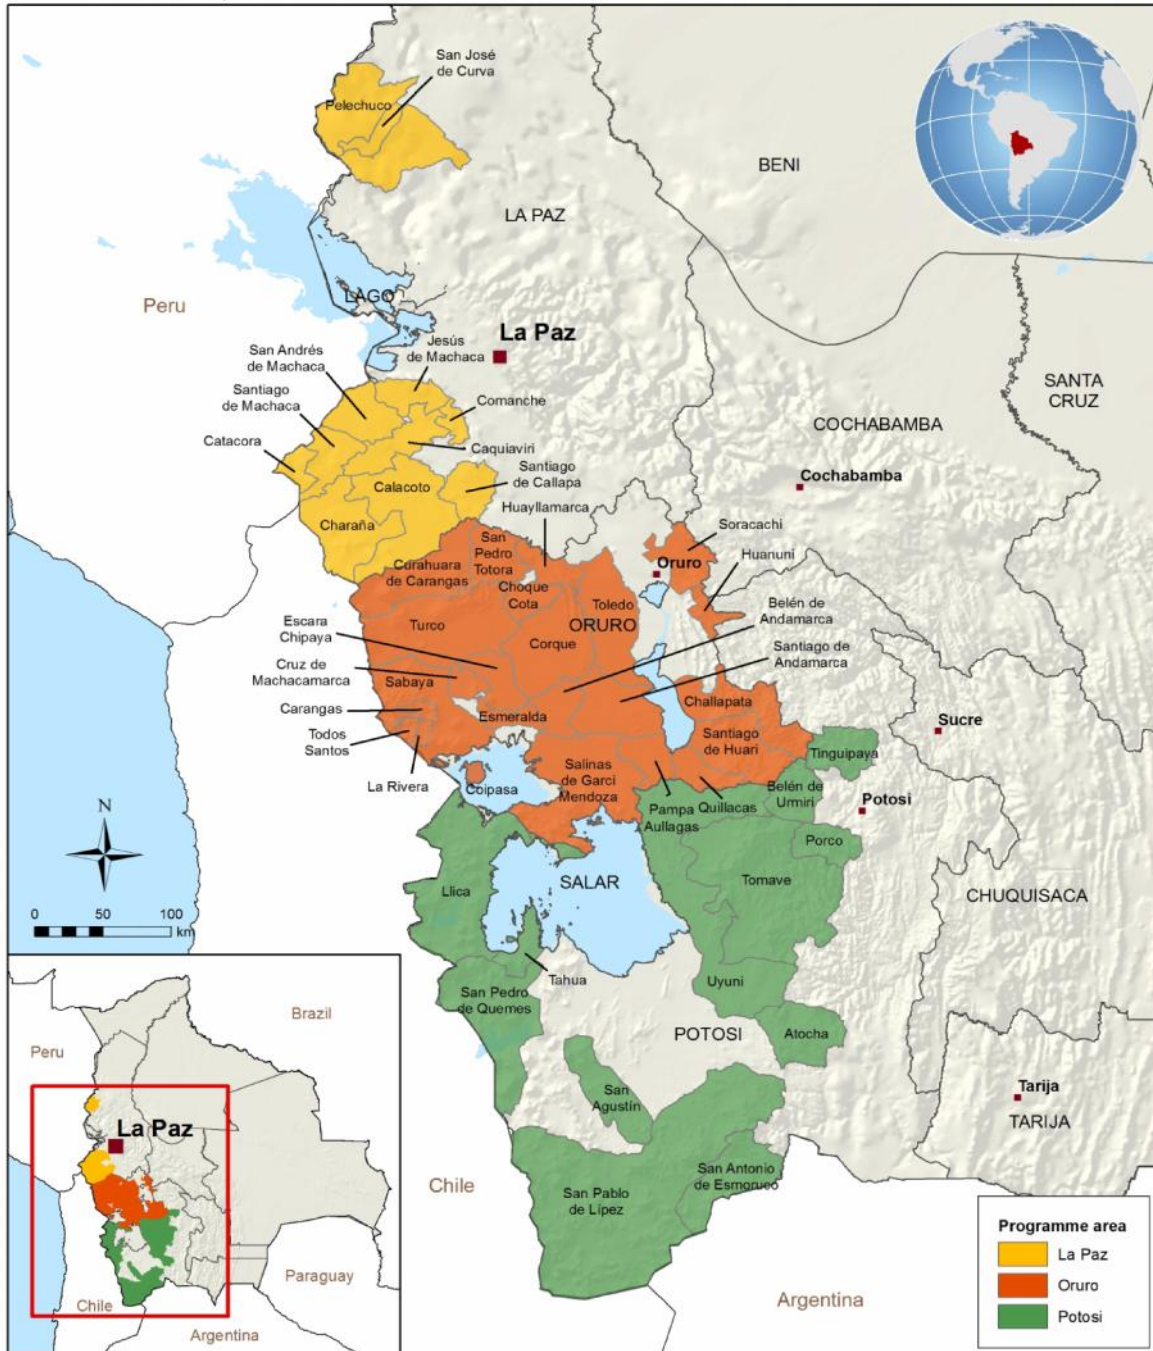 San José
de Curva
Pelechuco
BENI
LA PAZ
Peru
LAGO
La Paz
Jesús
de Machaca
San Andrés
de Machaca
Santiago
de Machaca
Comanche
SANTA
CRUZ
COCHABAMBA
Catacora
Caquiaviri
Santiago
de Callapa
Cochabamba
Calacoto
Huayllamarca
Charaña
Soracachi
San
Pedro
Totora
Huanuni
Oruro
Curahuara
de Carangas
Choque
Cota
Toledo
Belén de
Andamarca
Escara
Chipaya
Turco
ORURO
Corque
Santiago de
Andamarca
Cruz de
Machacamarca
Sabaya
Challapata
Carangas
Esmeralda
Sucre
Todos
Santos
Santiago
de Huari
Tinguipaya
La Rivera
Coipasa
Salinas
de Garci
Mendoza
Belén de
Urmiri
Potosi
Pampa
Aullagas
Quillacas
N
Porco
Llica
SALAR
Tomave
CHUQUISACA
0 50 100
km
Tahua
Uyuni
San Pedro
de Quemes
POTOSI
Atocha
Brazil
Peru
San
Agustín
Tarija
TARIJA
La Paz
Chile
San Antonio
de Esmoruco
San Pablo
de Lípez
Programme area
La Paz
Oruro
Potosi
Paraguay
Chile
Argentina
Argentina